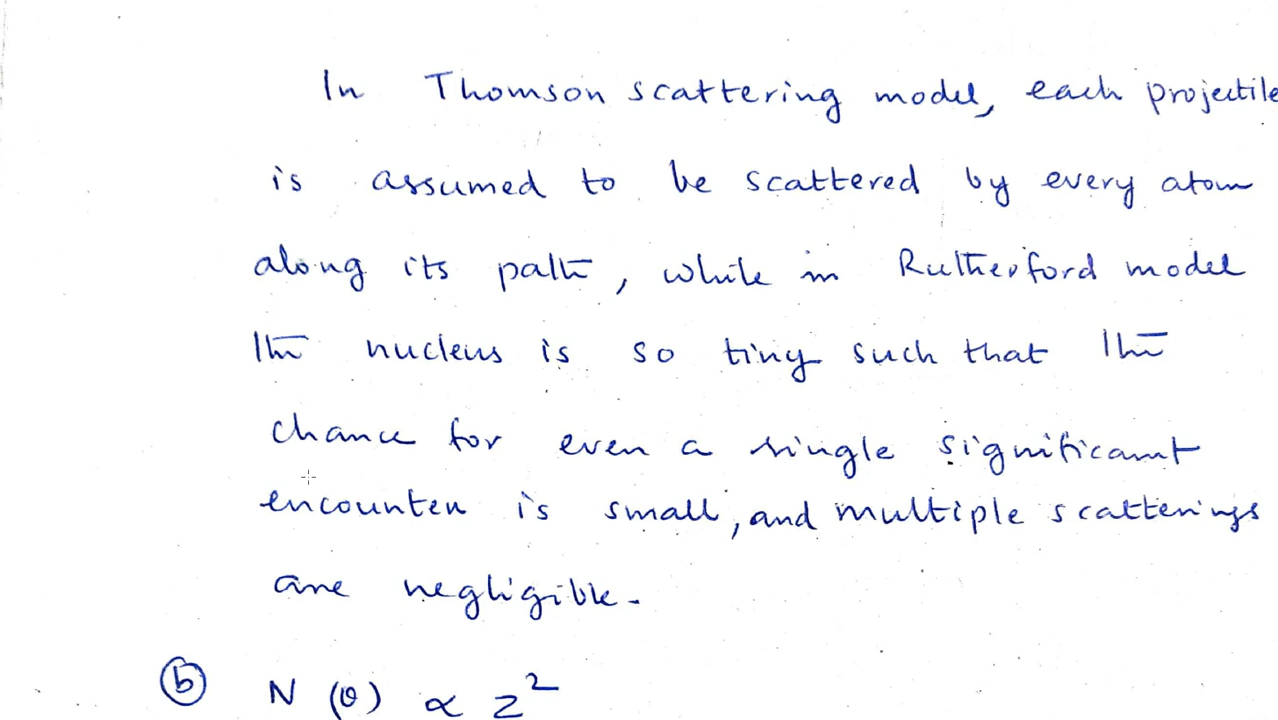 In Thomson scattering model, each projectile
is assumed to be scattered by every atom
along its path, while in Rutherford model
the nucleus is so tiny such that the
chance for even a single significant
encounter is small, and multiple scatterings
are negligible.
ⓑ N (θ) ∝ Z²